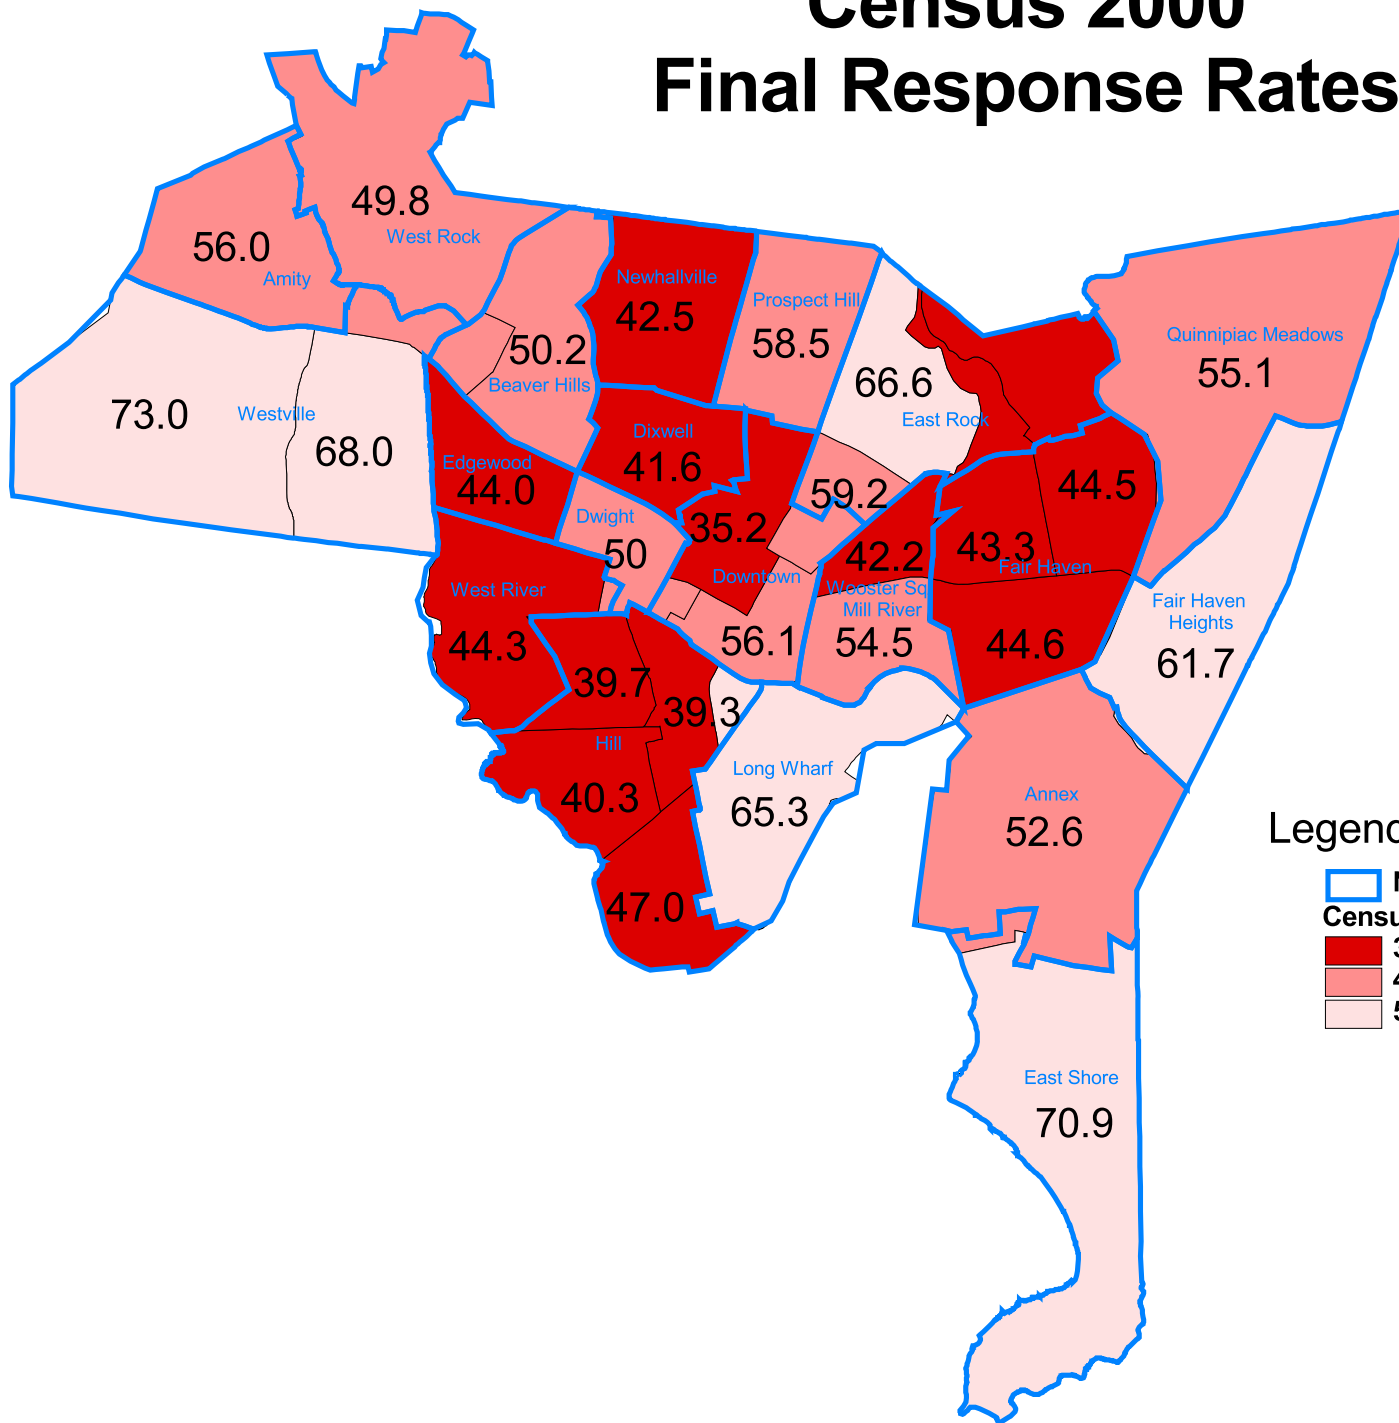 Census 2000
Final Response Rates
49.8
West Rock
56.0
Amity
Newhallville
42.5
Prospect Hill
58.5
50.2
Beaver Hills
66.6
East Rock
Quinnipiac Meadows
55.1
73.0
Westville
68.0
Edgewood
44.0
Dixwell
41.6
59.2
44.5
Dwight
50
35.2
Downtown
42.2
43.3
Fair Haven
West River
44.3
Wooster Sq
Mill River
54.5
56.1
44.6
Fair Haven
Heights
61.7
39.7
39.3
Hill
40.3
Long Wharf
65.3
Annex
52.6
47.0
East Shore
70.9
Legend
Censu
3
4
5